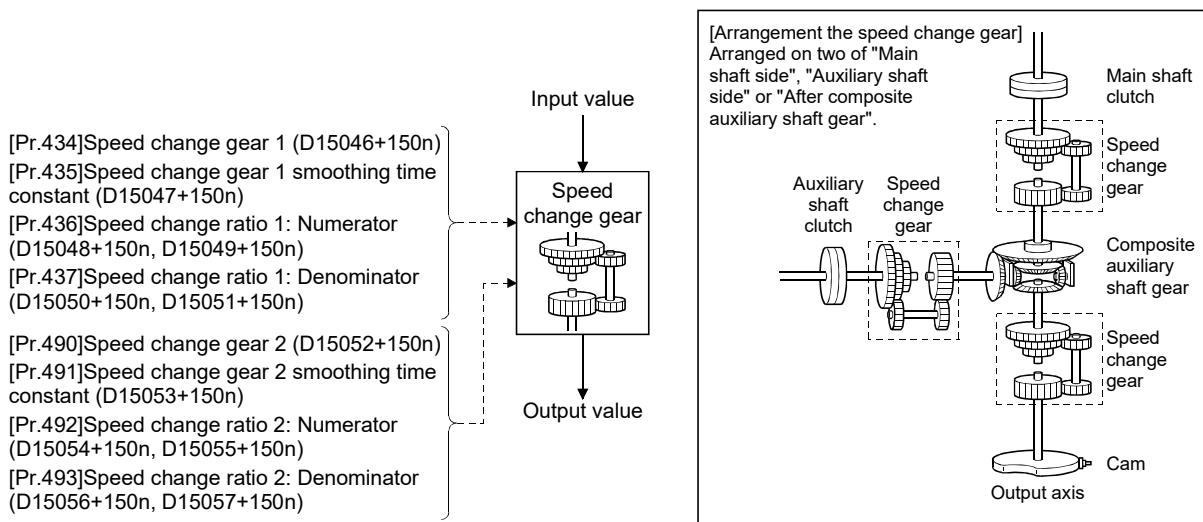 [Pr.434]Speed change gear 1 (D15046+150n)
[Pr.435]Speed change gear 1 smoothing time
constant (D15047+150n)
[Pr.436]Speed change ratio 1: Numerator
(D15048+150n, D15049+150n)
[Pr.437]Speed change ratio 1: Denominator
(D15050+150n, D15051+150n)
[Pr.490]Speed change gear 2 (D15052+150n)
[Pr.491]Speed change gear 2 smoothing time
constant (D15053+150n)
[Pr.492]Speed change ratio 2: Numerator
(D15054+150n, D15055+150n)
[Pr.493]Speed change ratio 2: Denominator
(D15056+150n, D15057+150n)
Input value
Speed
change gear
Output value
[Arrangement the speed change gear]
Arranged on two of "Main
shaft side", "Auxiliary shaft
side" or "After composite
auxiliary shaft gear".
Main shaft
clutch
Speed
change
gear
Auxiliary
shaft
clutch
Speed
change
gear
Composite
auxiliary
shaft gear
Speed
change
gear
Cam
Output axis